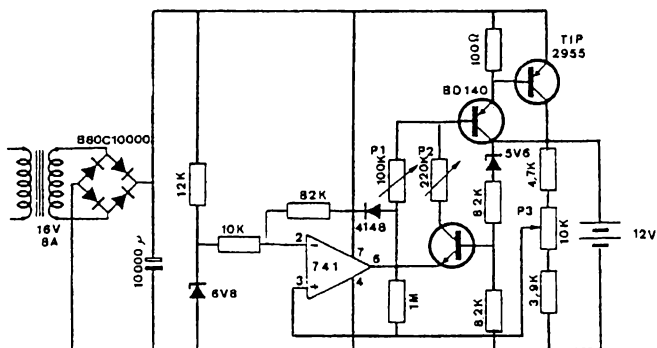 TIP
2955
100Ω
BD140
B80C10000
P1
100K
P2
220K
5V6
4,7K
12K
82K
8.2K
P3
10K
16V
8A
10K
4148
12V
2
-
7
741
6
10000 µ
3
+
4
6V8
1M
8.2K
3,9K